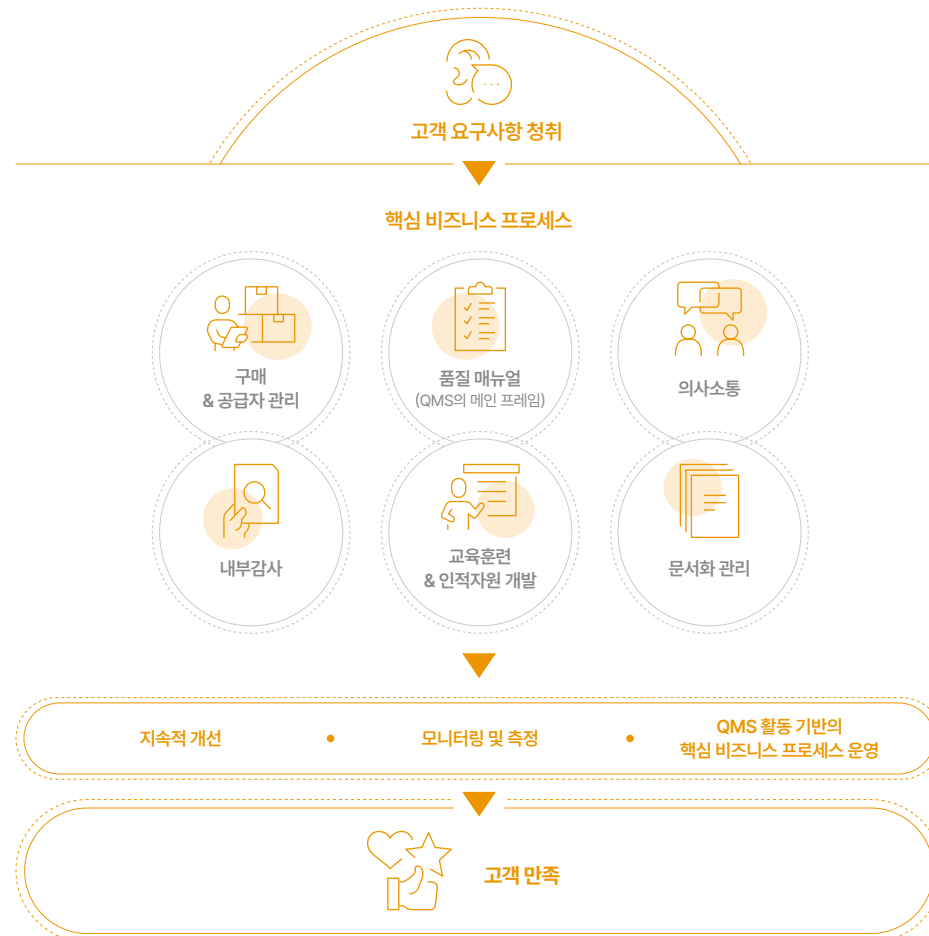 고객 요구사항 청취
핵심 비즈니스 프로세스
구매
& 공급자 관리
품질 매뉴얼
(QMS의 메인 프레임)
의사소통
내부감사
교육훈련
& 인적자원 개발
문서화 관리
지속적 개선
모니터링 및 측정
QMS 활동 기반의
핵심 비즈니스 프로세스 운영
고객 만족